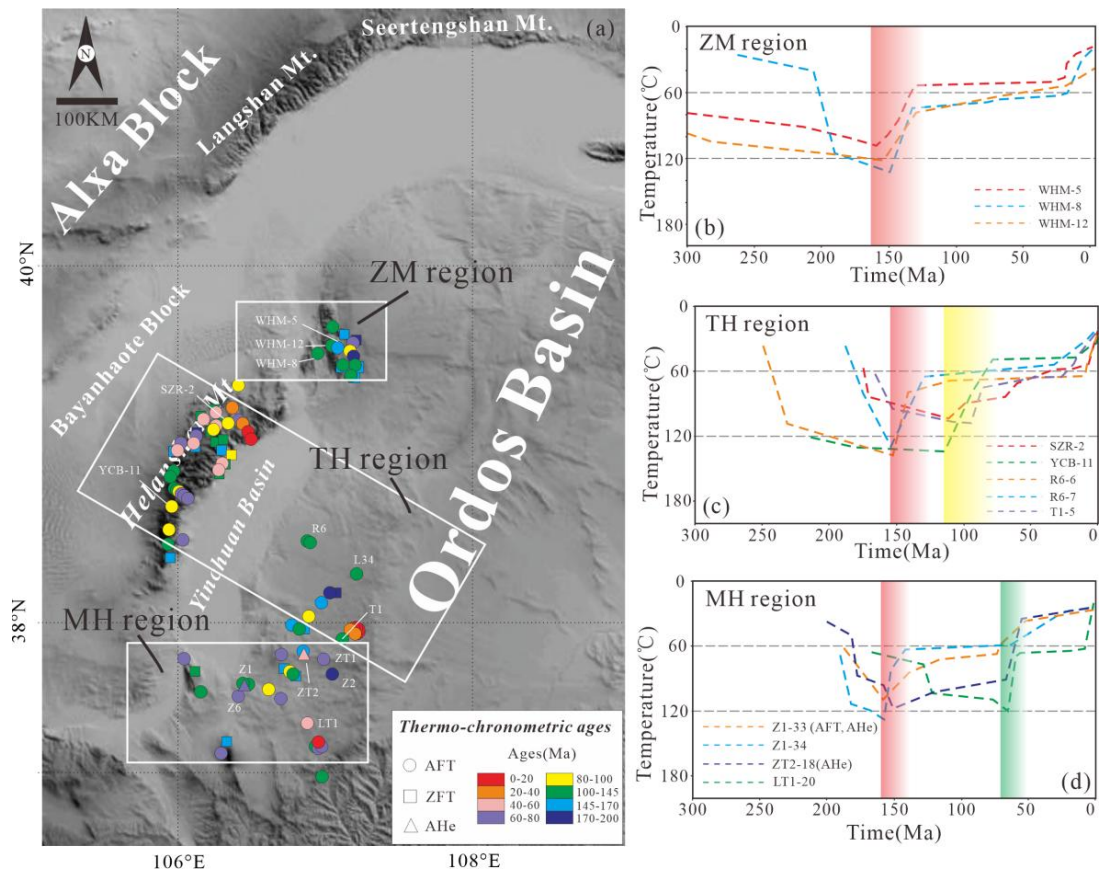 Seertengshan Mt.
(a)
N
100KM
Langshan Mt.
Alxa Block
40°N
ZM region
WHM-5
WHM-12
WHM-8
Bayanhaote Block
SZR-2
Ordos Basin
TH region
YCB-11
Yinchuan Basin
R6
L34
T1
38°N
MH region
Z1
ZT1
Z2
ZT2
Z6
LT1
Thermo-chronometric ages
Ages(Ma)
AFT
ZFT
AHe
0-20
20-40
40-60
60-80
80-100
100-145
145-170
170-200
106°E
108°E
ZM region
Temperature(℃)
0
60
120
180
WHM-5
WHM-8
WHM-12
(b)
300
250
200
150
100
50
0
Time(Ma)
TH region
Temperature(℃)
0
60
120
180
SZR-2
YCB-11
R6-6
R6-7
T1-5
(c)
300
250
200
150
100
50
0
Time(Ma)
MH region
Temperature(℃)
0
60
120
180
Z1-33 (AFT, AHe)
Z1-34
ZT2-18(AHe)
LT1-20
(d)
300
250
200
150
100
50
0
Time(Ma)